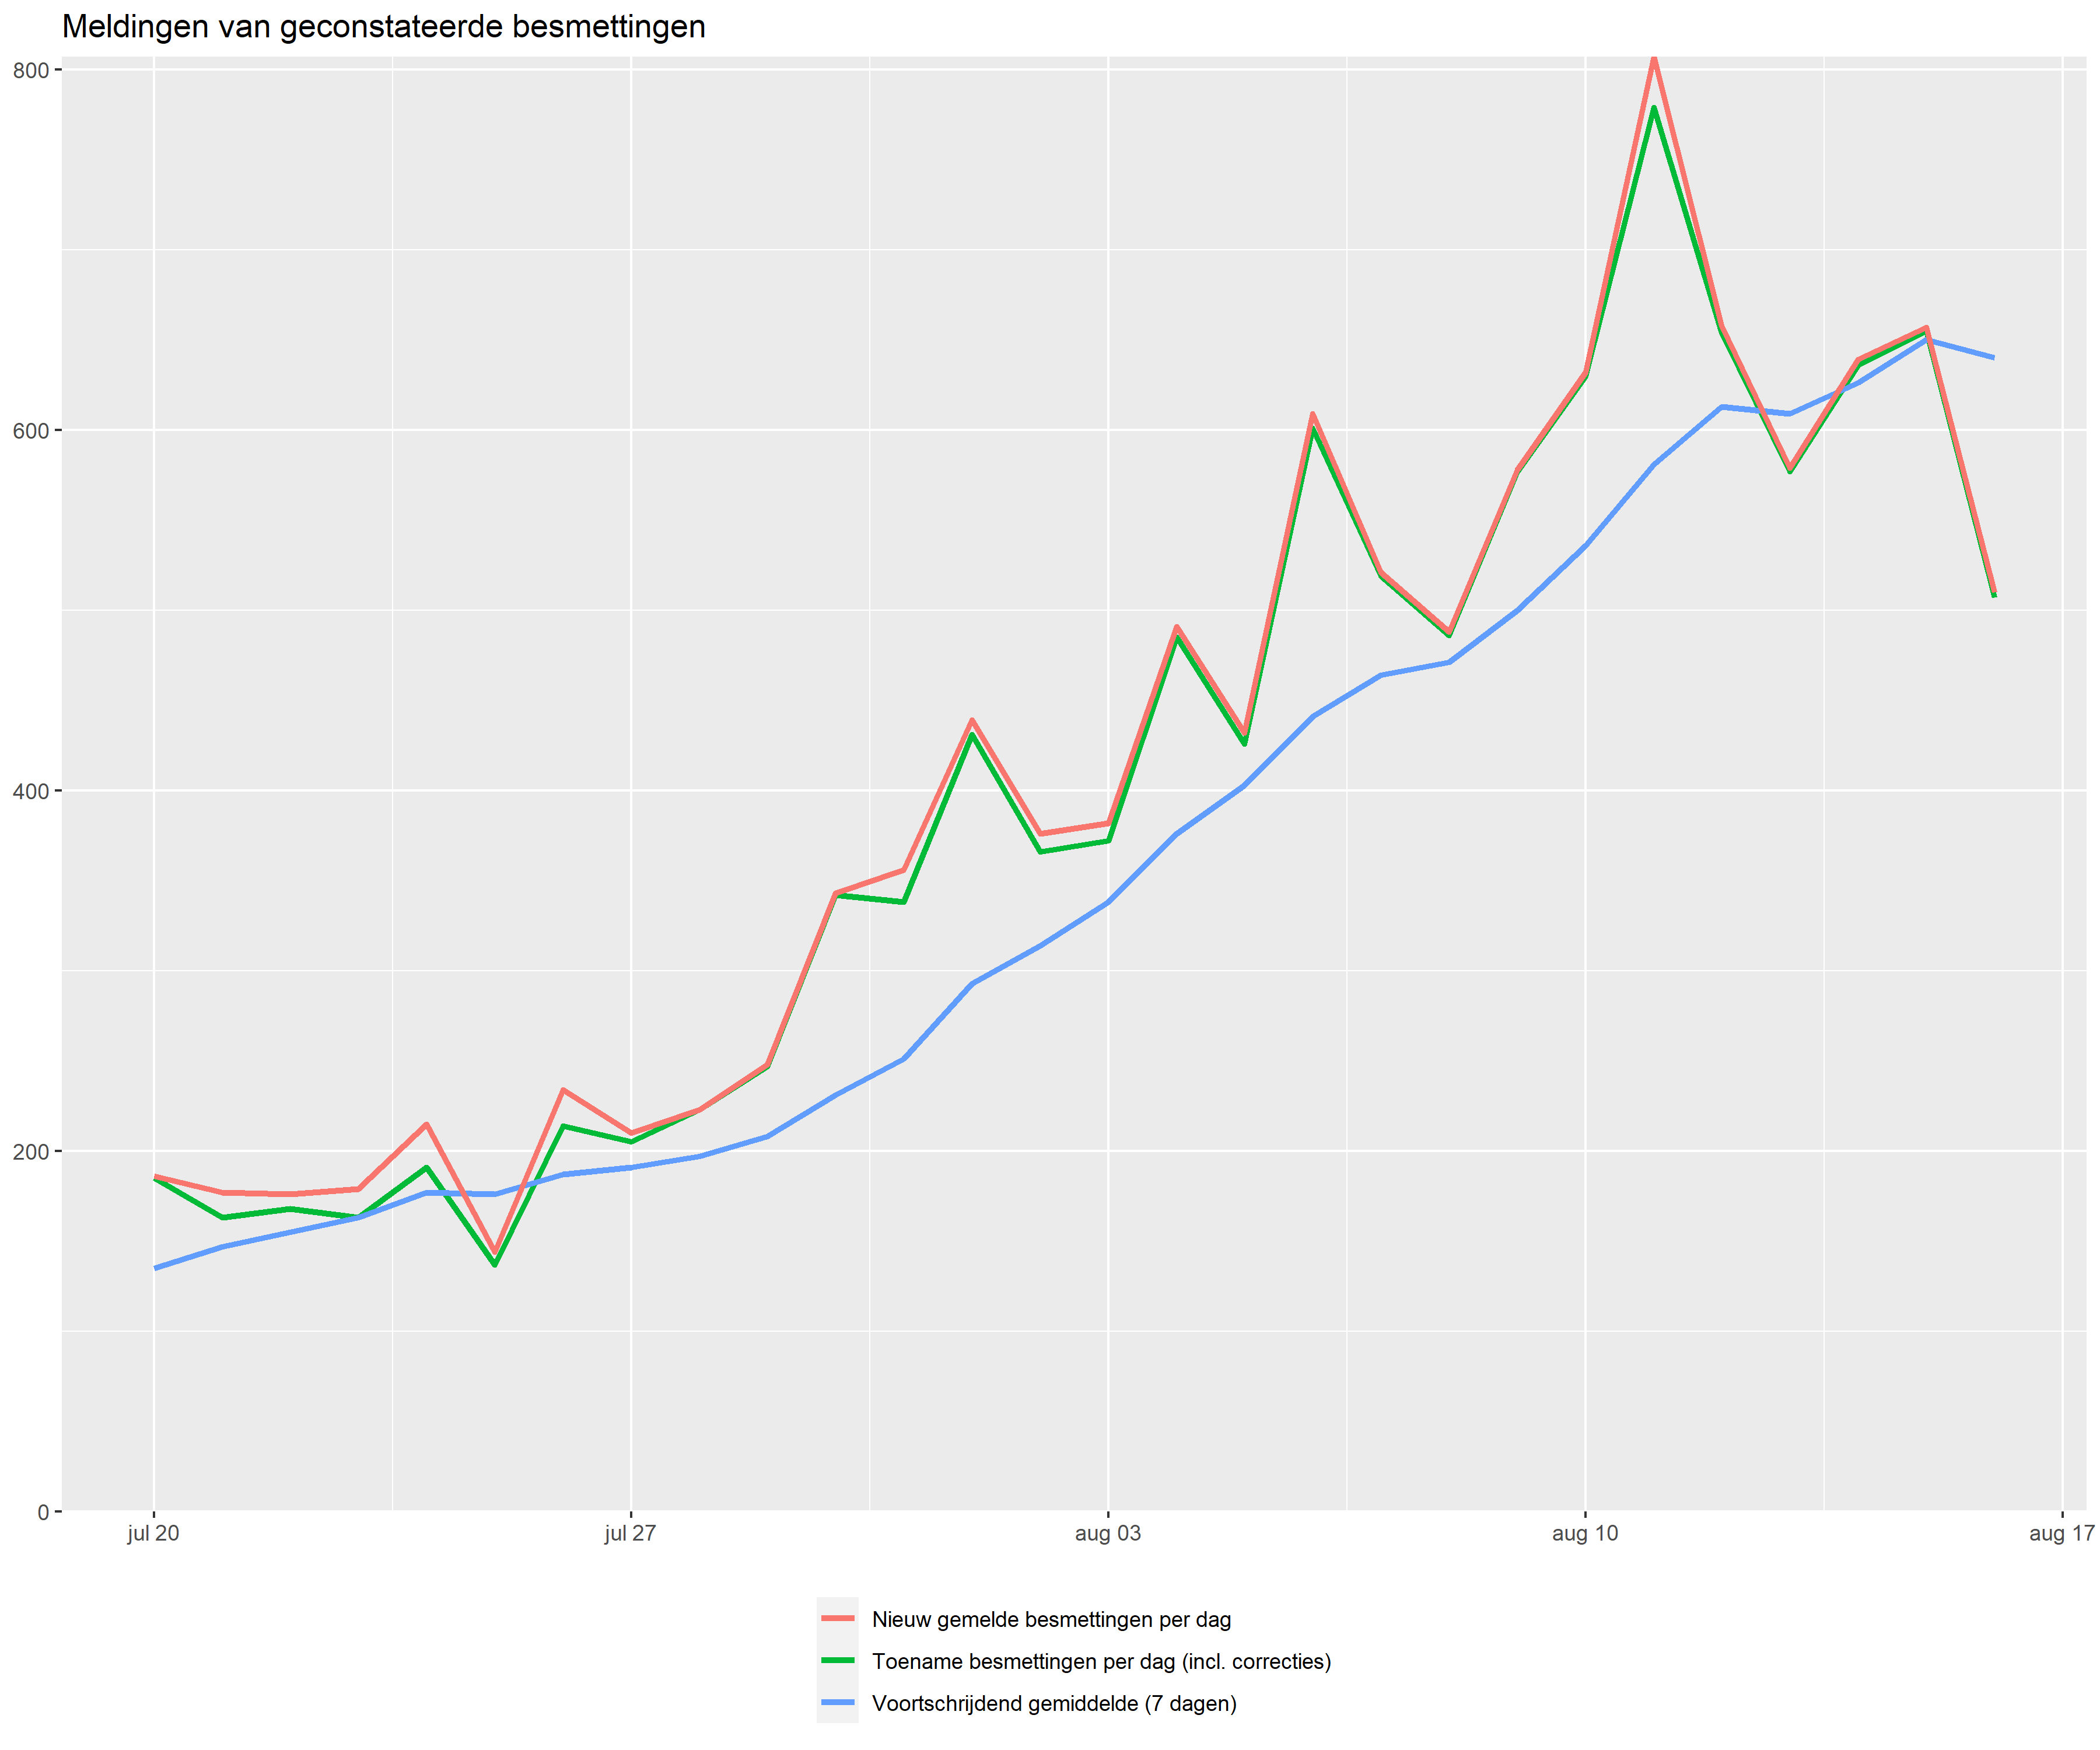 Meldingen van geconstateerde besmettingen
800
600
400
200
0
jul 20 jul 27 aug 03 aug 10 aug 17
Nieuw gemelde besmettingen per dag
Toename besmettingen per dag (incl. correcties)
Voortschrijdend gemiddelde (7 dagen)